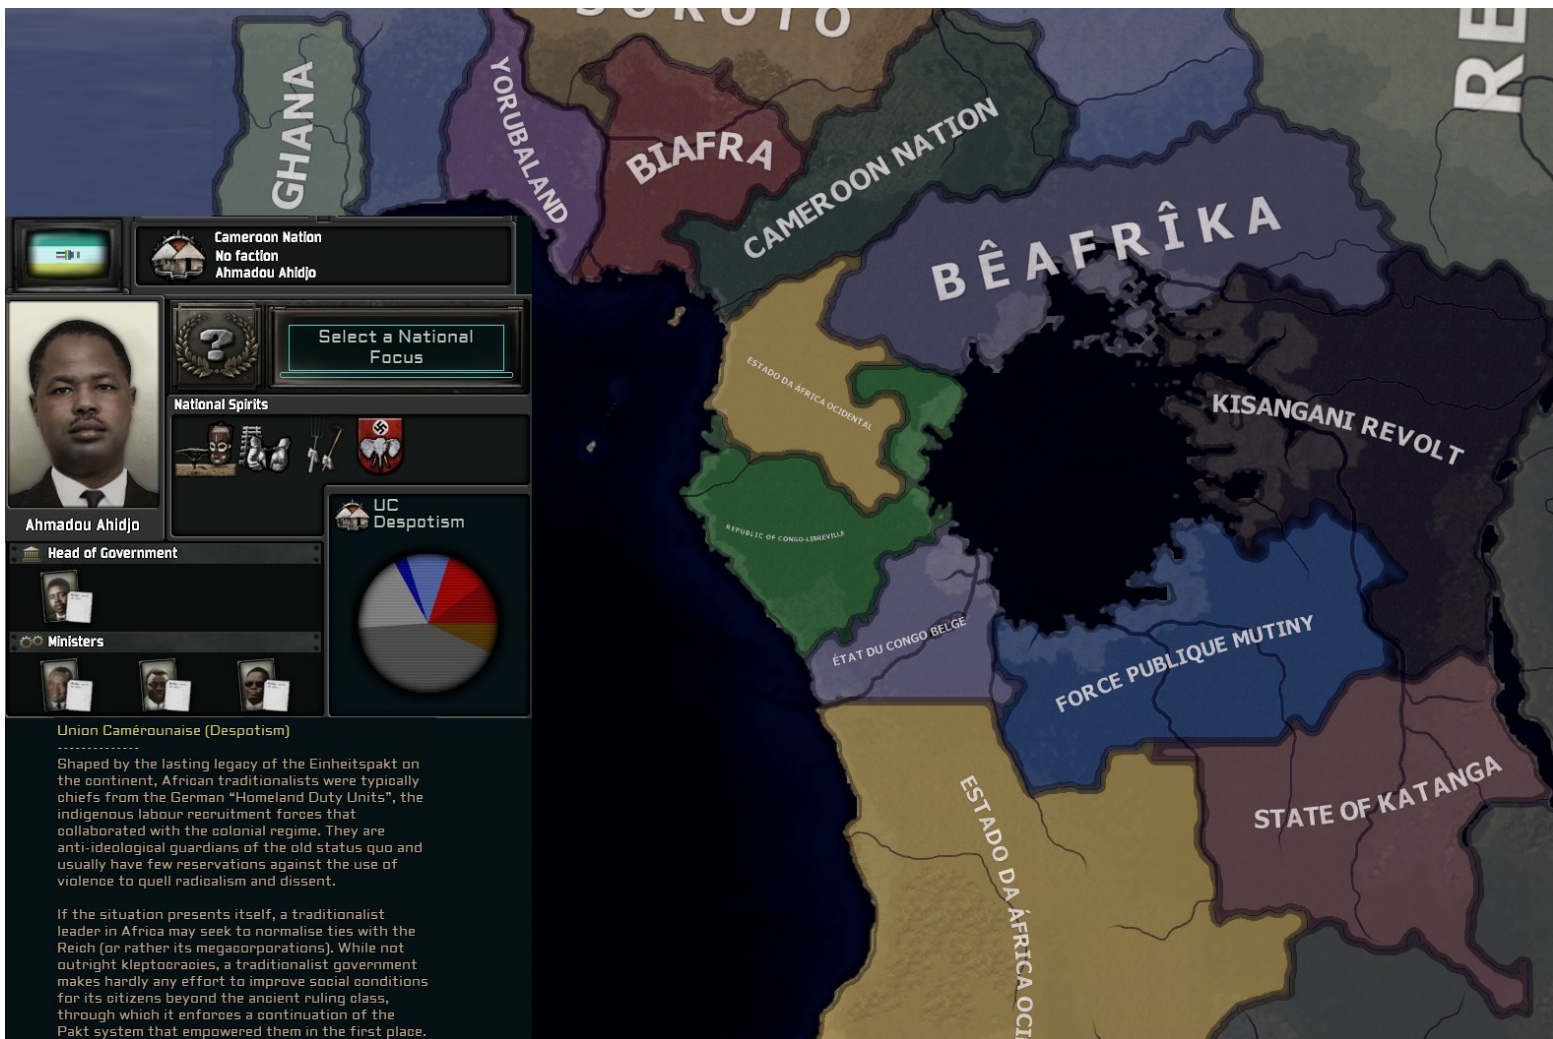 SOKOTO
RE
GHANA
YORUBALAND
BIAFRA
CAMEROON NATION
BÊAFRÎKA
ESTADO DA ÁFRICA OCIDENTAL
KISANGANI REVOLT
REPUBLIC OF CONGO-LIBREVILLE
ÉTAT DU CONGO BELGE
FORCE PUBLIQUE MUTINY
STATE OF KATANGA
ESTADO DA ÁFRICA OCI
Cameroon Nation
No faction
Ahmadou Ahidjo
?
Select a National
Focus
National Spirits
Ahmadou Ahidjo
UC
Despotism
Head of Government
Ministers
Union Camérounaise (Despotism)
--------------
Shaped by the lasting legacy of the Einheitspakt on
the continent, African traditionalists were typically
chiefs from the German “Homeland Duty Units”, the
indigenous labour recruitment forces that
collaborated with the colonial regime. They are
anti-ideological guardians of the old status quo and
usually have few reservations against the use of
violence to quell radicalism and dissent.
If the situation presents itself, a traditionalist
leader in Africa may seek to normalise ties with the
Reich (or rather its megacorporations). While not
outright kleptocracies, a traditionalist government
makes hardly any effort to improve social conditions
for its citizens beyond the ancient ruling class,
through which it enforces a continuation of the
Pakt system that empowered them in the first place.